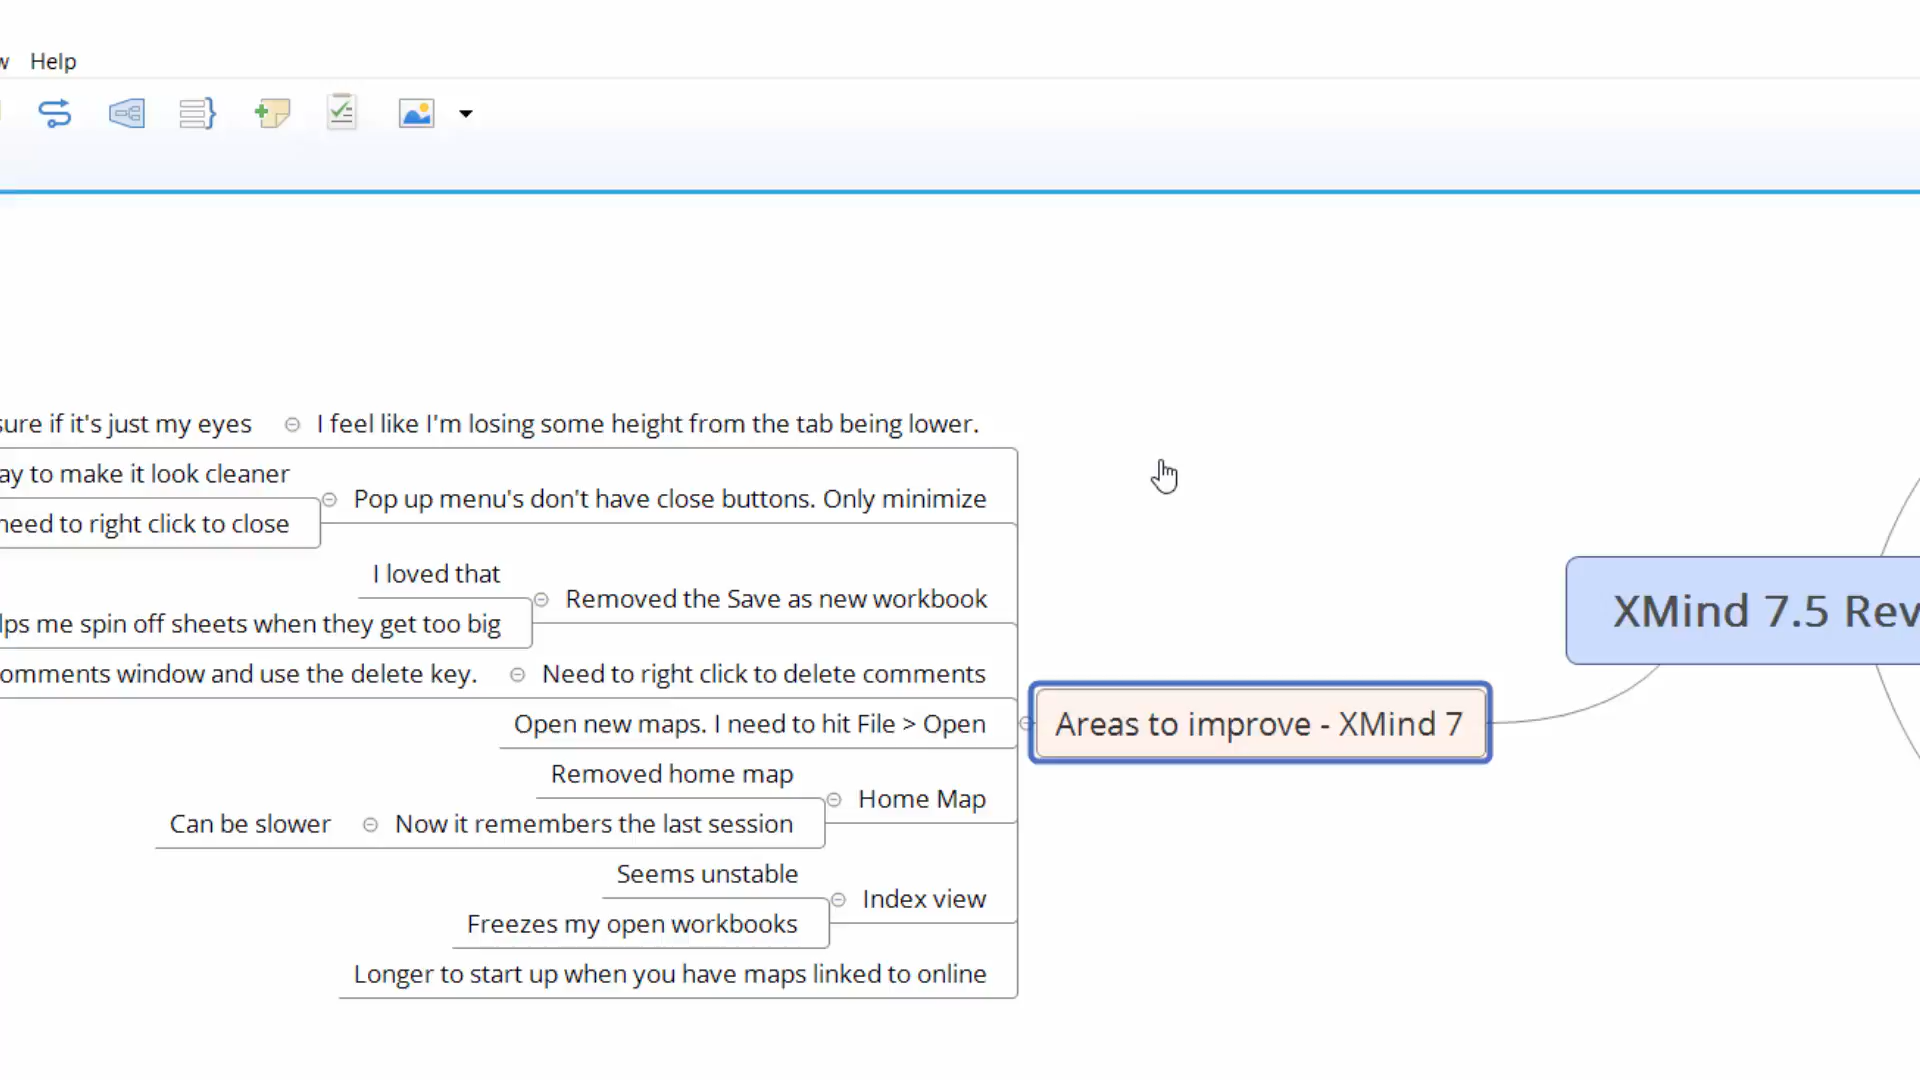 Help
sure if it's just my eyes
I feel like I'm losing some height from the tab being lower.
to make it look cleaner
need to right click to close
Pop up menu's don't have close buttons. Only minimize
I loved that
me spin off sheets when they get too big
Removed the Save as new workbook
window and use the delete key.
Need to right click to delete comments
Open new maps. I need to hit File > Open
Areas to improve - XMind 7
XMind 7.5
Removed home map
Home Map
Can be slower
Now it remembers the last session
Seems unstable
Index view
Freezes my open workbooks
Longer to start up when you have maps linked to online